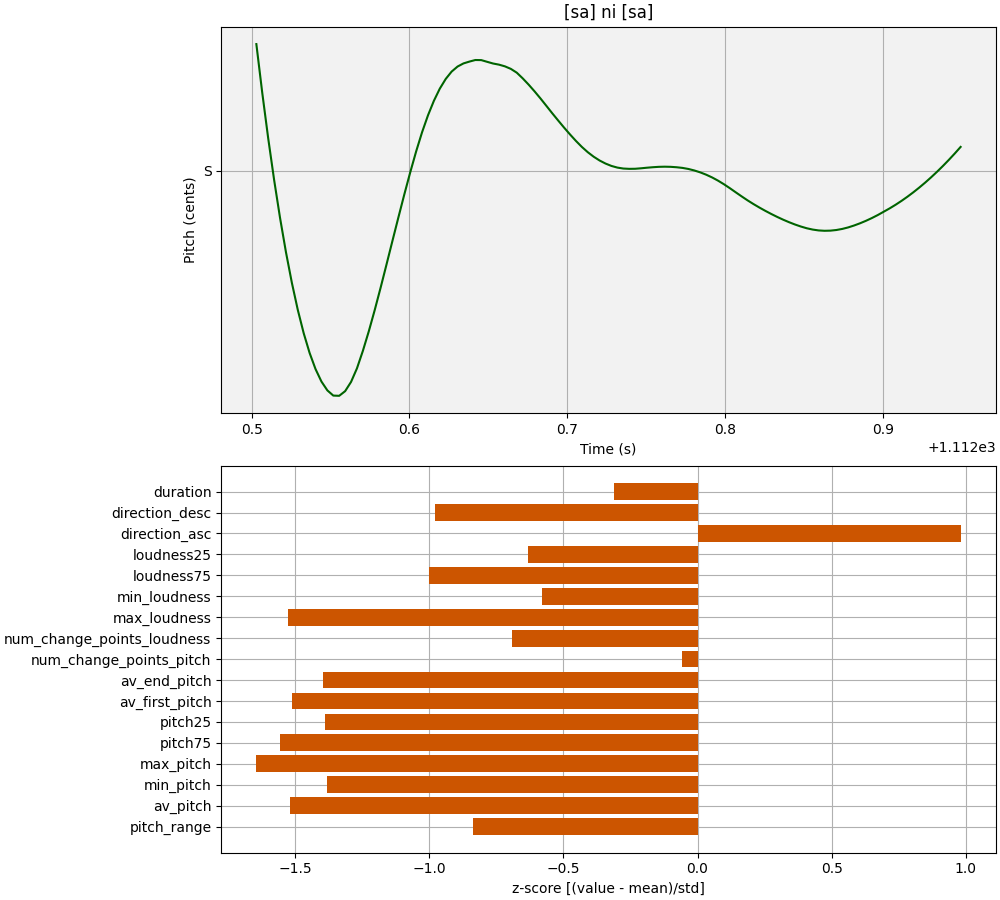 [sa] ni [sa]
S
Pitch (cents)
0.5 0.6 0.7 0.8 0.9
Time (s)
+1.112e3
duration
direction_desc
direction_asc
loudness25
loudness75
min_loudness
max_loudness
num_change_points_loudness
num_change_points_pitch
av_end_pitch
av_first_pitch
pitch25
pitch75
max_pitch
min_pitch
av_pitch
pitch_range
−1.5 −1.0 −0.5 0.0 0.5 1.0
z-score [(value - mean)/std]